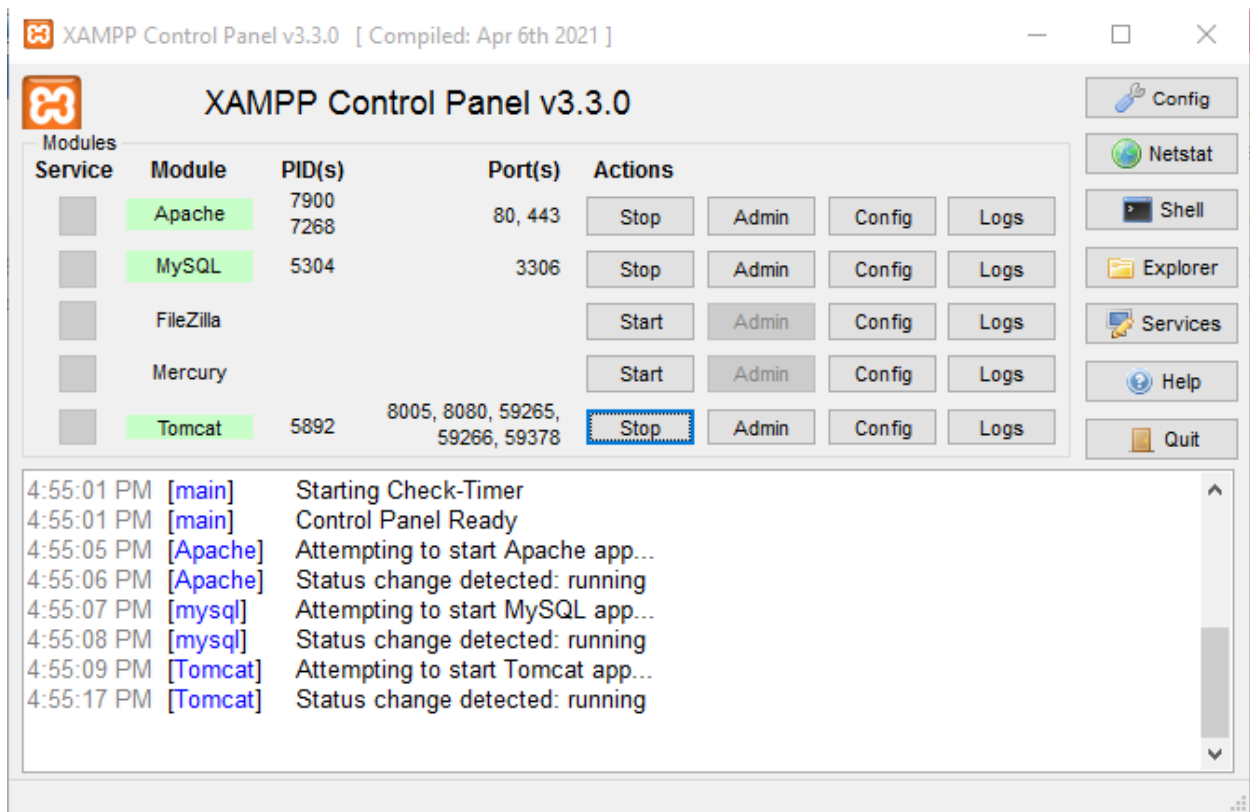 XAMPP Control Panel v3.3.0 [ Compiled: Apr 6th 2021 ]
XAMPP Control Panel v3.3.0
Config
Modules
Netstat
Service Module PID(s) Port(s) Actions
Apache 7900 7268 80, 443 Stop Admin Config Logs
Shell
MySQL 5304 3306 Stop Admin Config Logs
Explorer
FileZilla Start Admin Config Logs
Services
Mercury Start Admin Config Logs
Help
Tomcat 5892 8005, 8080, 59265, 59266, 59378 Stop Admin Config Logs
Quit
4:55:01 PM [main] Starting Check-Timer
4:55:01 PM [main] Control Panel Ready
4:55:05 PM [Apache] Attempting to start Apache app...
4:55:06 PM [Apache] Status change detected: running
4:55:07 PM [mysql] Attempting to start MySQL app...
4:55:08 PM [mysql] Status change detected: running
4:55:09 PM [Tomcat] Attempting to start Tomcat app...
4:55:17 PM [Tomcat] Status change detected: running